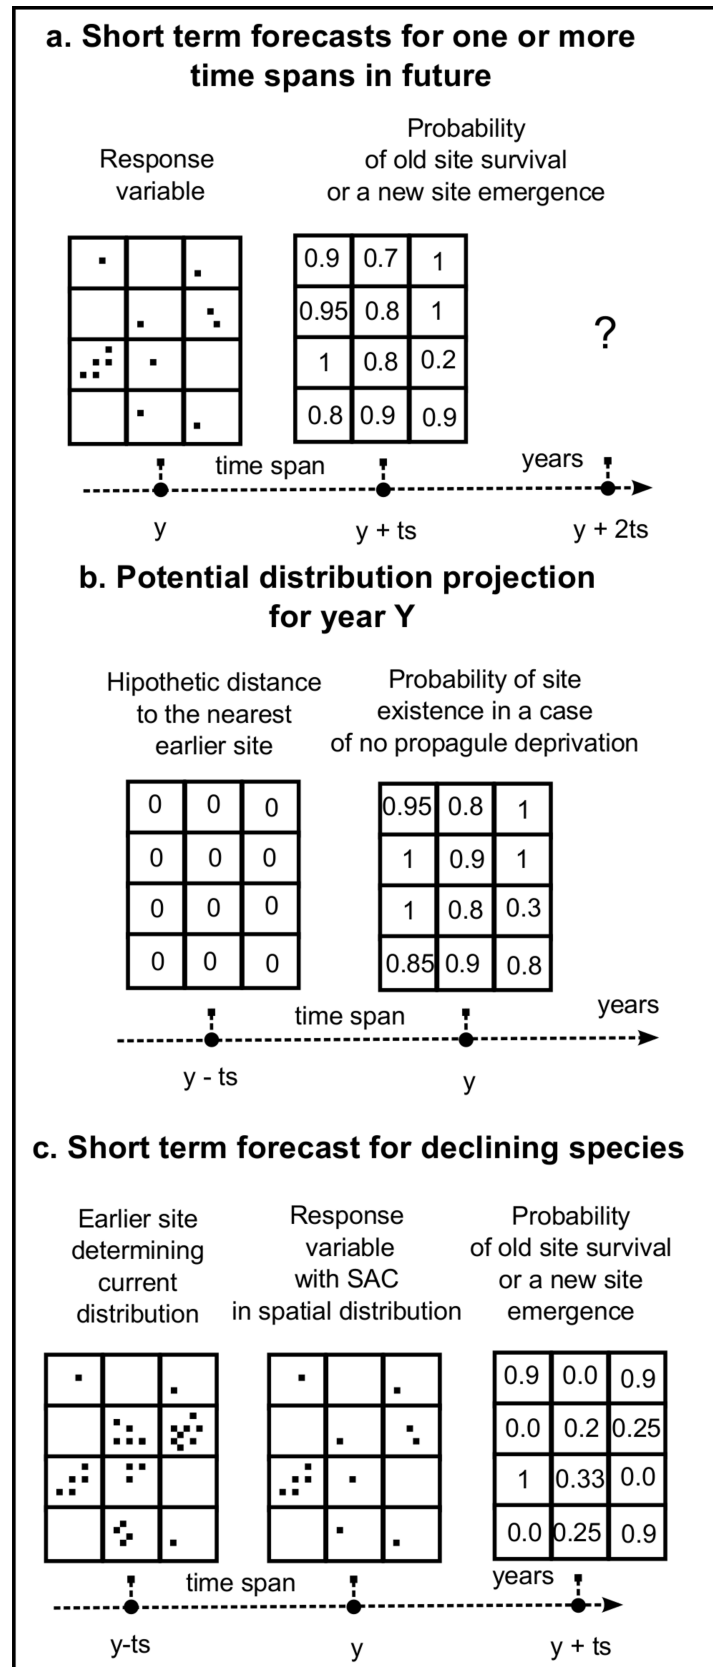 a. Short term forecasts for one or more
time spans in future
Response
variable
Probability
of old site survival
or a new site emergence
0.9 0.7 1
0.95 0.8 1
1 0.8 0.2
0.8 0.9 0.9
?
time span
years
y
y + ts
y + 2ts
b. Potential distribution projection
for year Y
Hipothetic distance
to the nearest
earlier site
Probability of site
existence in a case
of no propagule deprivation
0 0 0
0 0 0
0 0 0
0 0 0
0.95 0.8 1
1 0.9 1
1 0.8 0.3
0.85 0.9 0.8
time span
years
y - ts
y
c. Short term forecast for declining species
Earlier site
determining
current
distribution
Response
variable
with SAC
in spatial distribution
Probability
of old site survival
or a new site
emergence
0.9 0.0 0.9
0.0 0.2 0.25
1 0.33 0.0
0.0 0.25 0.9
time span
years
y-ts
y
y + ts